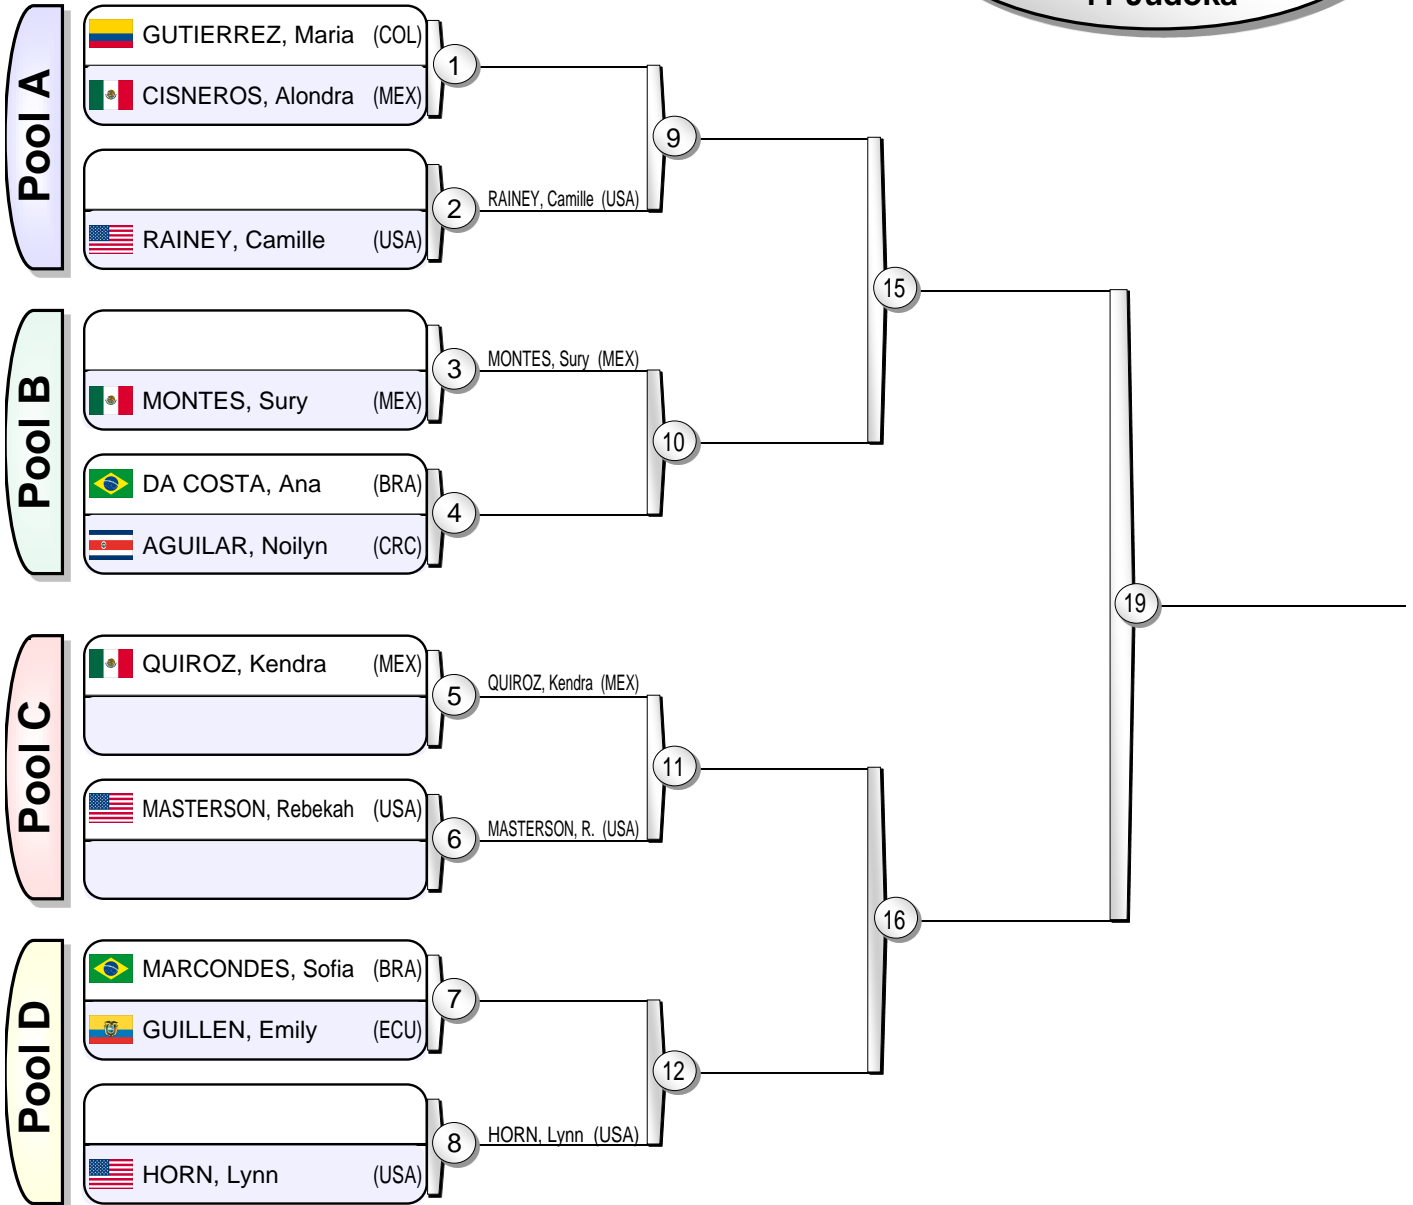 11 Judoka
Pool A
GUTIERREZ, Maria (COL)
CISNEROS, Alondra (MEX)
1
9
RAINEY, Camille (USA)
2
RAINEY, Camille (USA)
15
Pool B
3
MONTES, Sury (MEX)
MONTES, Sury (MEX)
10
DA COSTA, Ana (BRA)
4
AGUILAR, Noilyn (CRC)
19
Pool C
QUIROZ, Kendra (MEX)
5
QUIROZ, Kendra (MEX)
11
MASTERSON, Rebekah (USA)
6
MASTERSON, R. (USA)
16
Pool D
MARCONDES, Sofia (BRA)
7
GUILLEN, Emily (ECU)
12
8
HORN, Lynn (USA)
HORN, Lynn (USA)